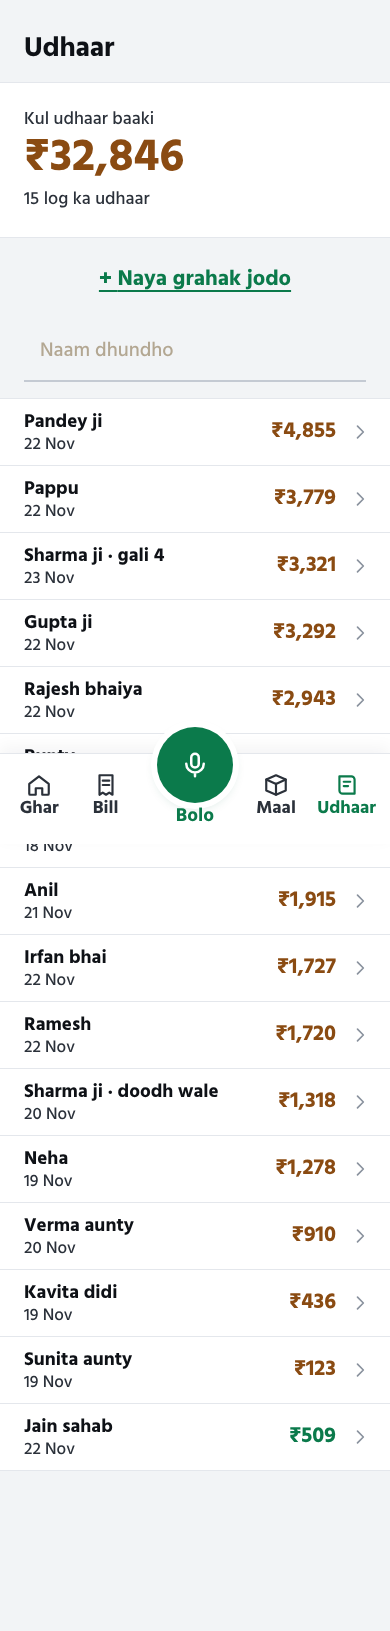 Udhaar
Kul udhaar baaki
₹32,846
15 log ka udhaar
+ Naya grahak jodo
Naam dhundho
Pandey ji
₹4,855
22 Nov
Pappu
₹3,779
22 Nov
Sharma ji · gali 4
₹3,321
23 Nov
Gupta ji
₹3,292
22 Nov
Rajesh bhaiya
₹2,943
22 Nov
Ghar
Bill
Bolo
Maal
Udhaar
18 Nov
Anil
₹1,915
21 Nov
Irfan bhai
₹1,727
22 Nov
Ramesh
₹1,720
22 Nov
Sharma ji · doodh wale
₹1,318
20 Nov
Neha
₹1,278
19 Nov
Verma aunty
₹910
20 Nov
Kavita didi
₹436
19 Nov
Sunita aunty
₹123
19 Nov
Jain sahab
₹509
22 Nov